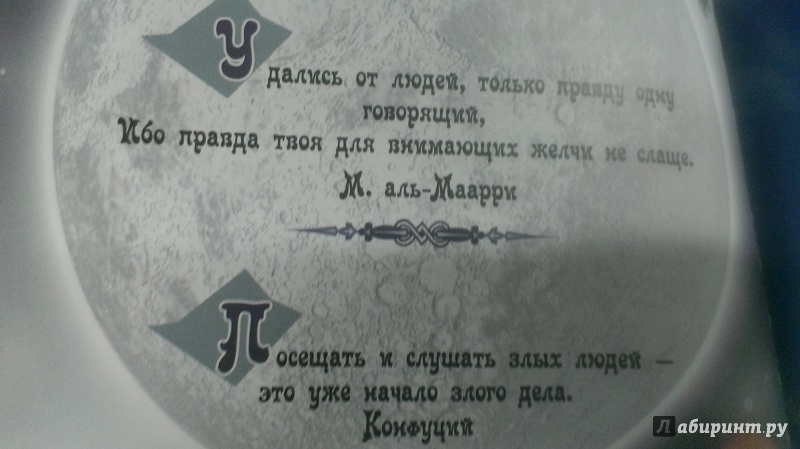 Удались от людей, только правду одну
говорящий,
Ибо правда твоя для внимающих желчи не слаще.
М. аль-Маарри
Посещать и слушать злых людей —
это уже начало злого дела.
Конфуций
Лабиринт.ру